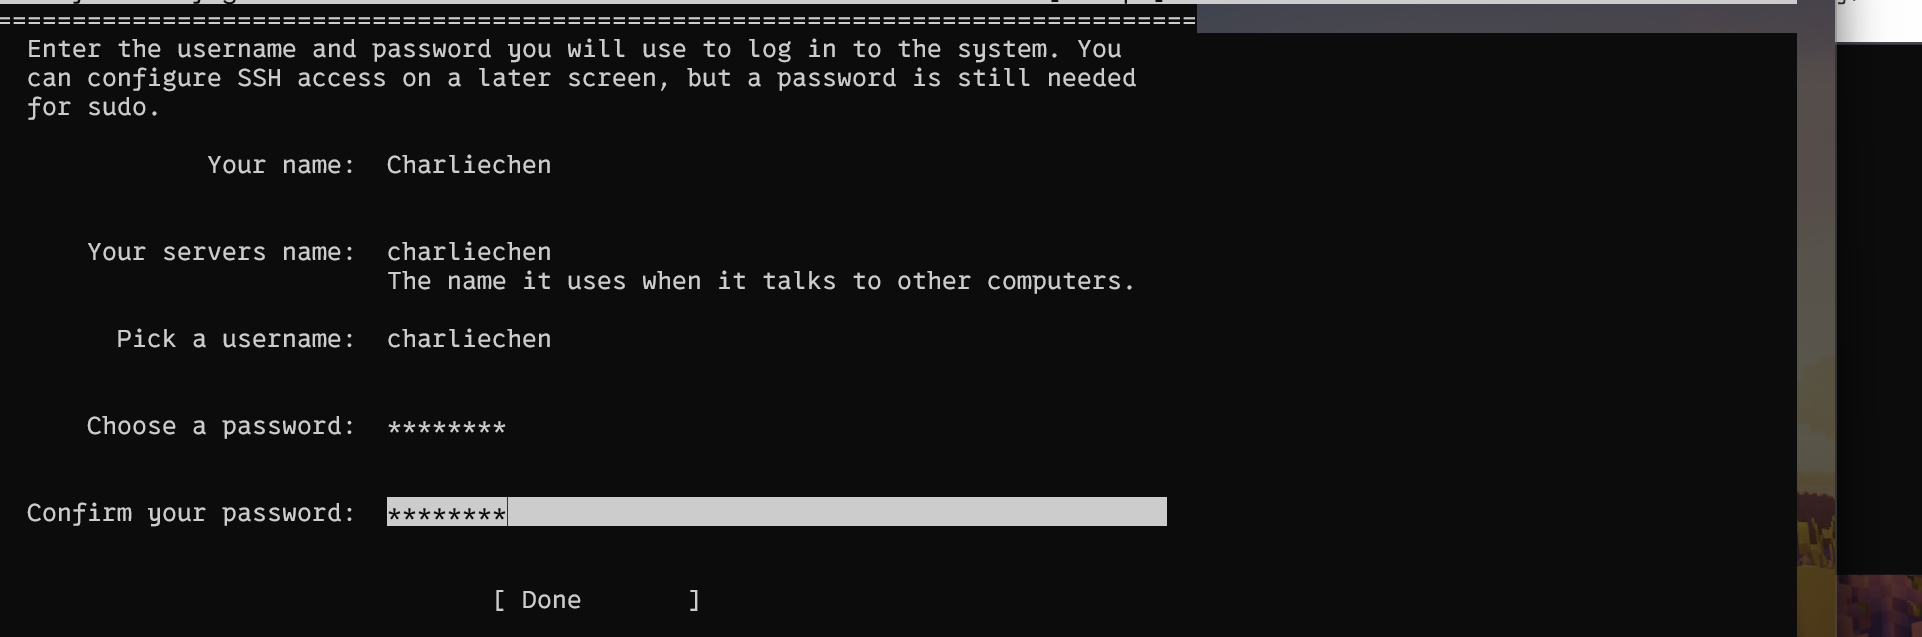 ================================================================================
Enter the username and password you will use to log in to the system. You
can configure SSH access on a later screen, but a password is still needed
for sudo.
Your name: Charliechen
Your servers name: charliechen
The name it uses when it talks to other computers.
Pick a username: charliechen
Choose a password: ********
Confirm your password: ********
[ Done ]